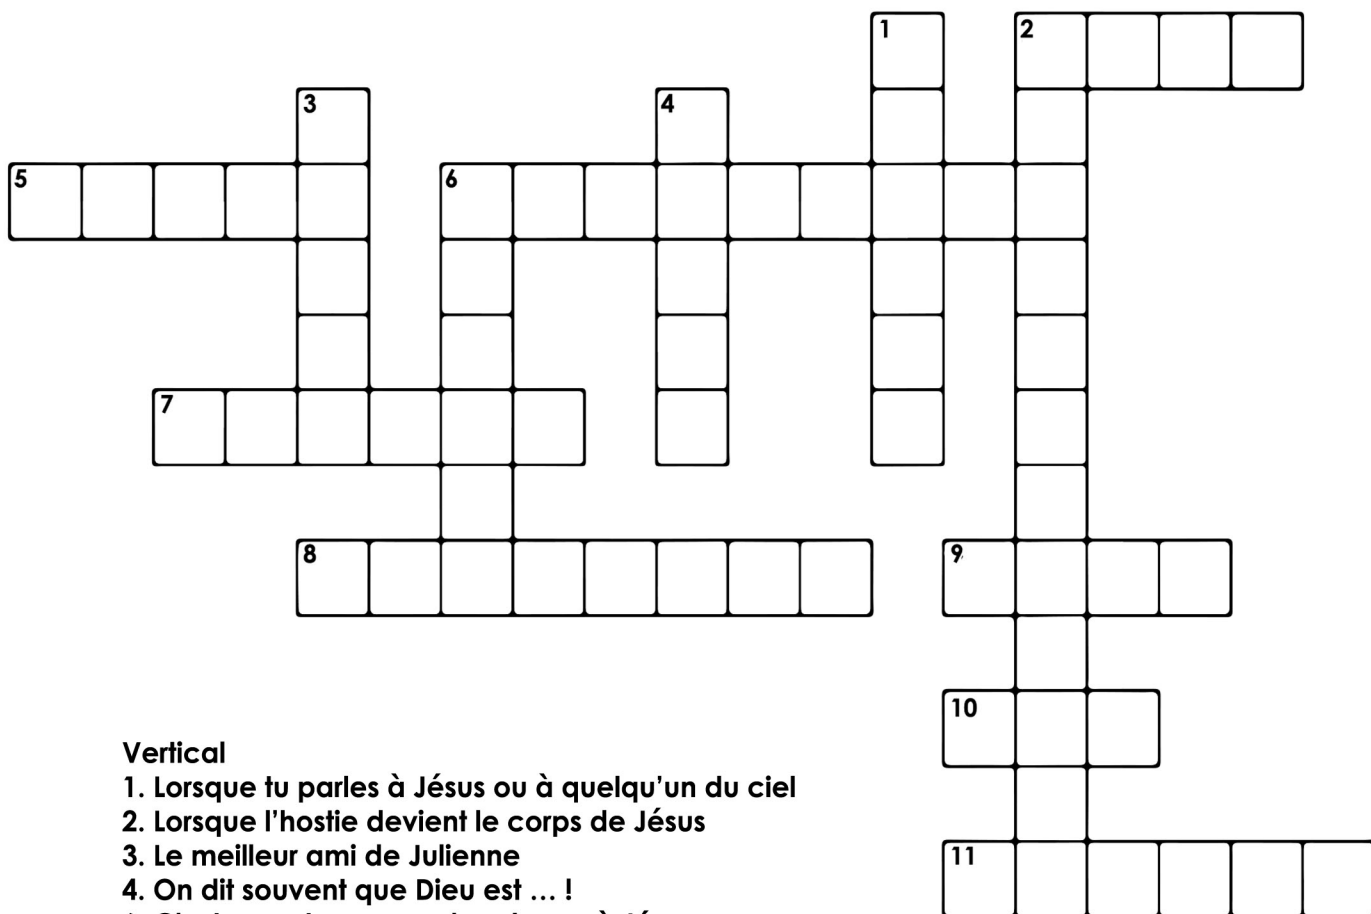 1
2
3
4
5
6
7
8
9
10
11
Vertical
1. Lorsque tu parles à Jésus ou à quelqu’un du ciel
2. Lorsque l’hostie devient le corps de Jésus
3. Le meilleur ami de Julienne
4. On dit souvent que Dieu est … !